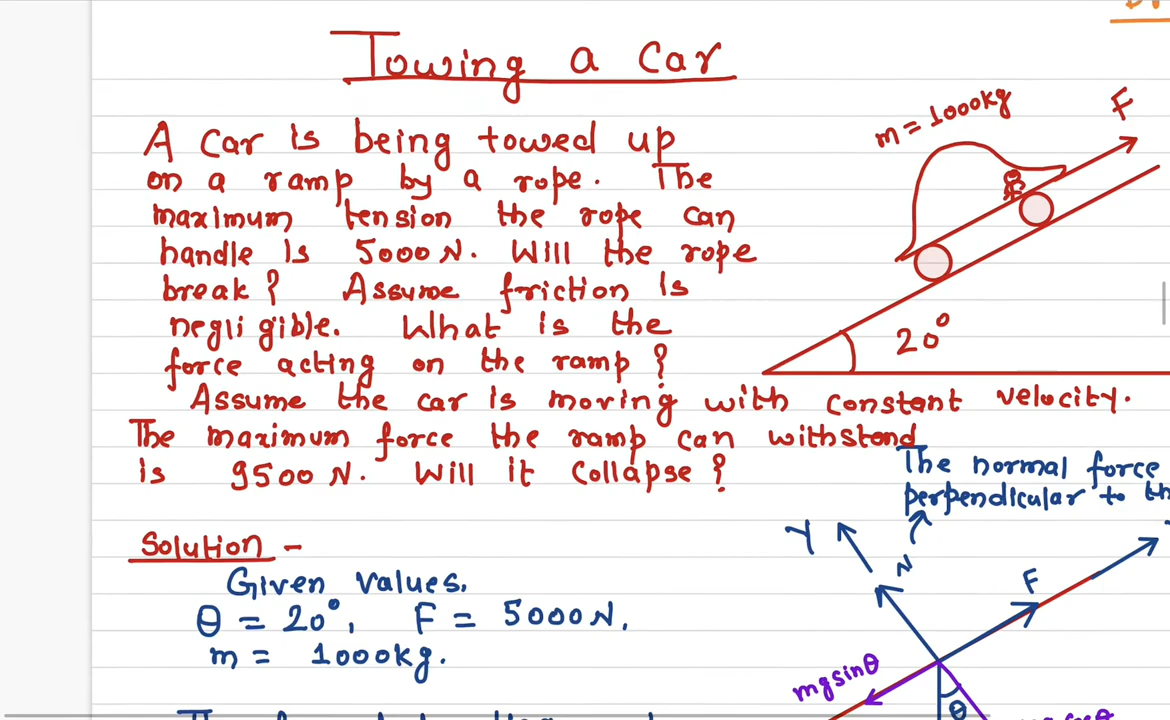 Towing a Car
A car is being towed up
on a ramp by a rope. The
maximum tension the rope can
handle is 5000 N. Will the rope
break? Assume friction is
negligible. What is the
force acting on the ramp?
Assume the car is moving with constant velocity.
The maximum force the ramp can withstand
is 9500 N. Will it collapse?
m = 1000kg
F
20°
Solution -
Given values.
θ = 20°, F = 5000N,
m = 1000kg.
The normal force
perpendicular to
Y
N
F
mgsinθ
θ